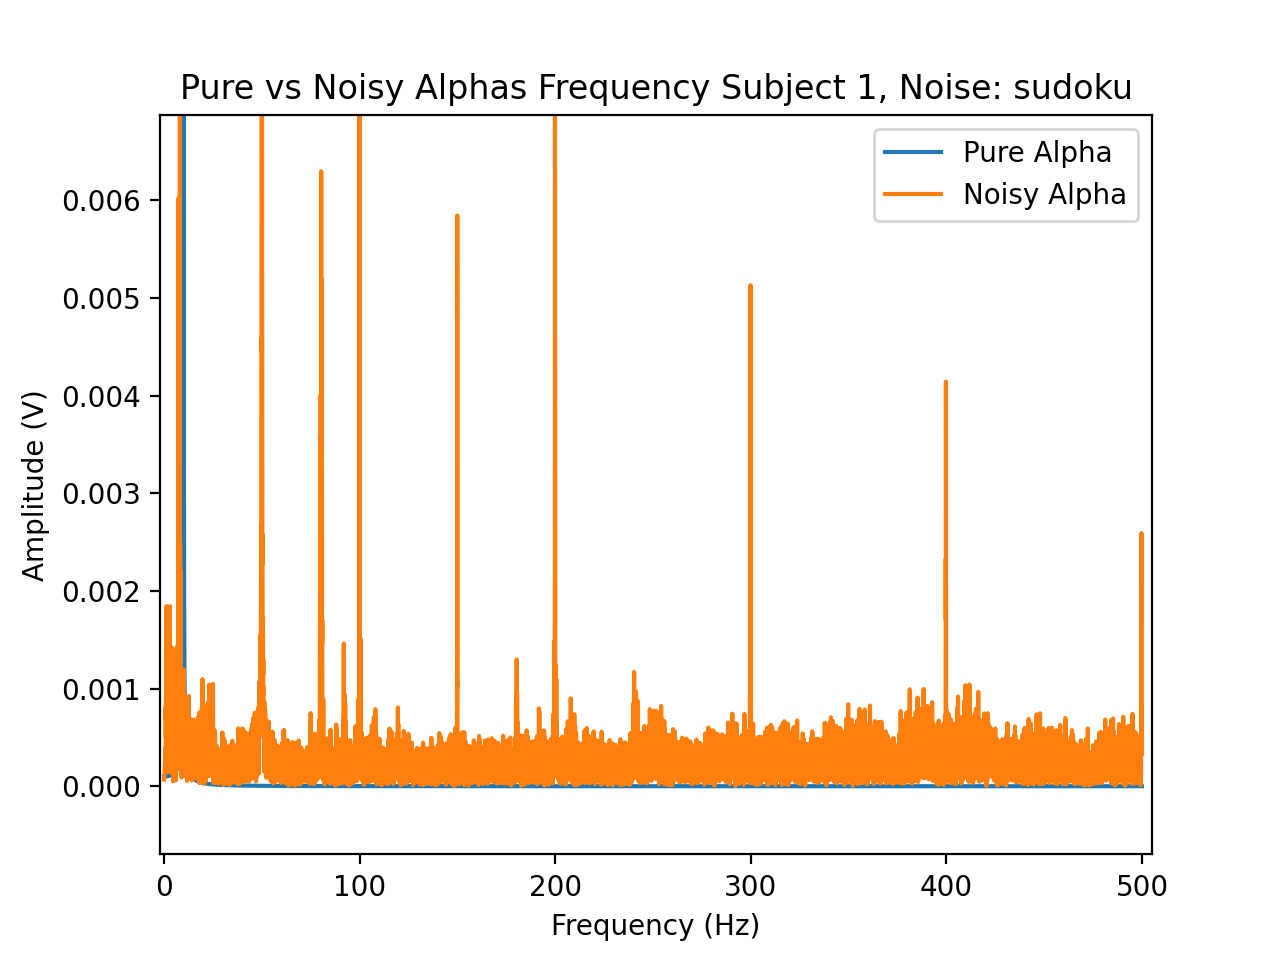 Pure vs Noisy Alphas Frequency Subject 1, Noise: sudoku
Pure Alpha
Noisy Alpha
Amplitude (V)
0.006
0.005
0.004
0.003
0.002
0.001
0.000
0 100 200 300 400 500
Frequency (Hz)